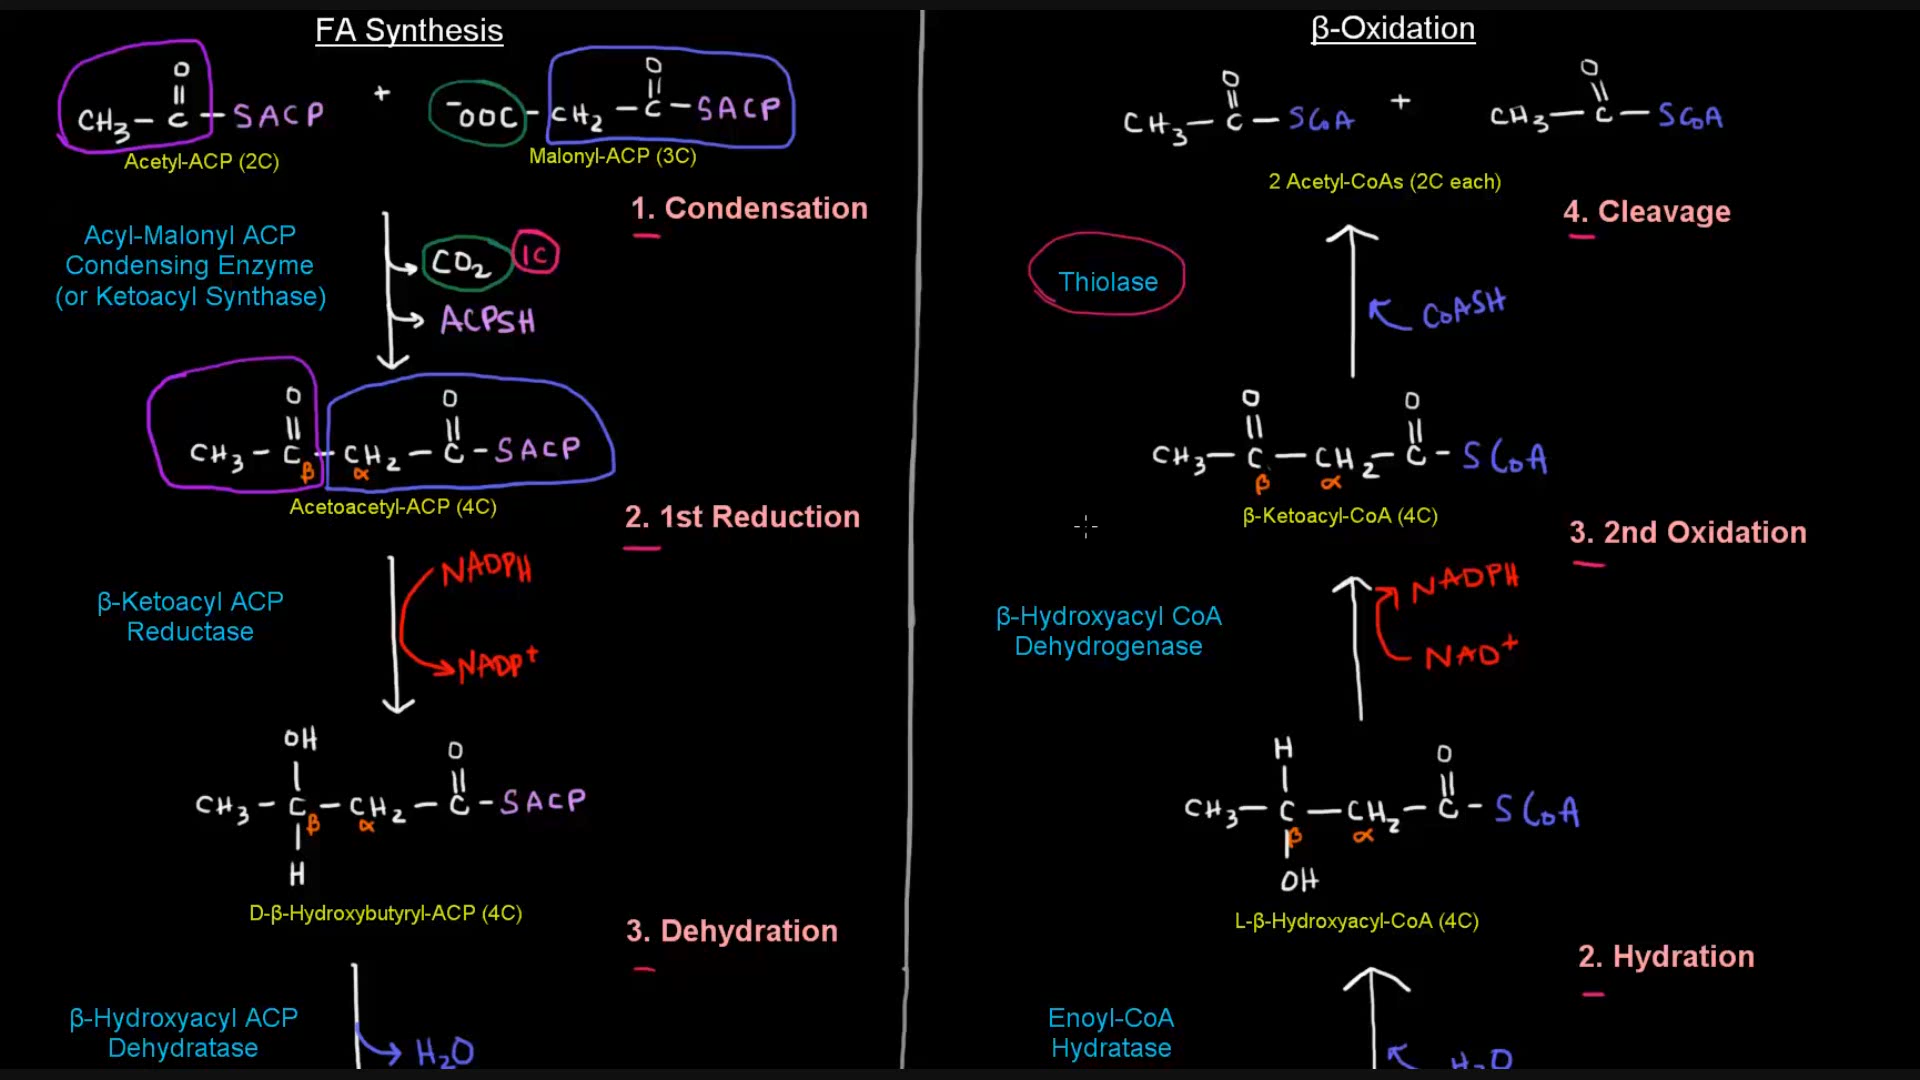 FA Synthesis
CH3 – C – SACP
O
+
⁻OOC – CH2 – C – SACP
O
Acetyl-ACP (2C)
Malonyl-ACP (3C)
1. Condensation
Acyl-Malonyl ACP
Condensing Enzyme
(or Ketoacyl Synthase)
CO2
1C
ACPSH
O
O
CH3 – C – CH2 – C – SACP
β
α
Acetoacetyl-ACP (4C)
2. 1st Reduction
NADPH
β-Ketoacyl ACP
Reductase
NADP+
OH
O
CH3 – C – CH2 – C – SACP
β
α
H
D-β-Hydroxybutyryl-ACP (4C)
3. Dehydration
β-Hydroxyacyl ACP
Dehydratase
H2O
β-Oxidation
O
O
CH3 – C – SCoA
+
CH3 – C – SCoA
2 Acetyl-CoAs (2C each)
4. Cleavage
Thiolase
CoASH
O
O
CH3 – C – CH2 – C – SCoA
β
α
β-Ketoacyl-CoA (4C)
3. 2nd Oxidation
NADPH
β-Hydroxyacyl CoA
Dehydrogenase
NAD+
H
O
CH3 – C – CH2 – C – SCoA
β
α
OH
L-β-Hydroxyacyl-CoA (4C)
2. Hydration
Enoyl-CoA
Hydratase
H2O